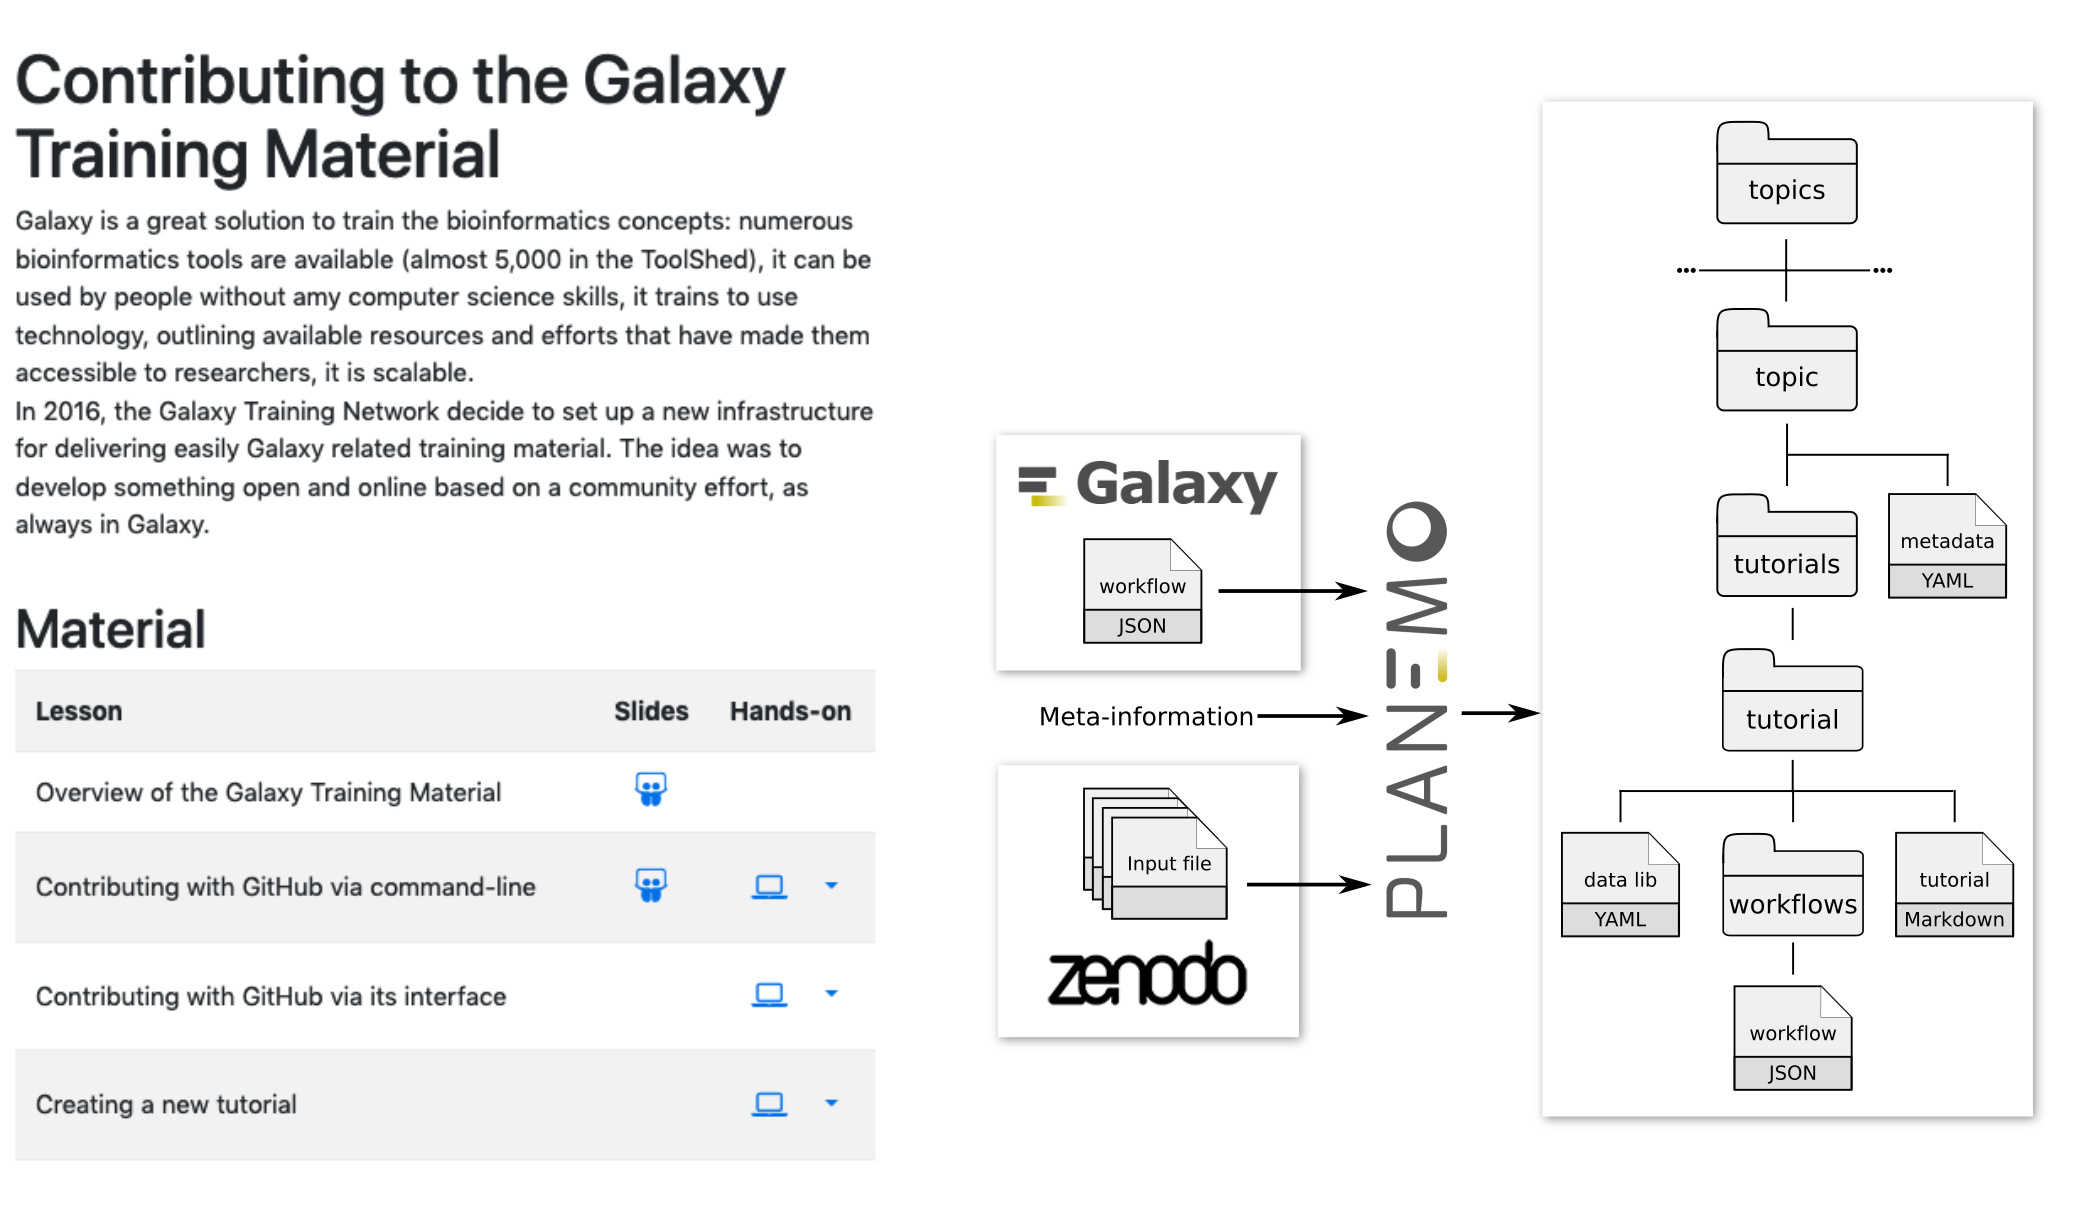 Contributing to the Galaxy
Training Material
Galaxy is a great solution to train the bioinformatics concepts: numerous
bioinformatics tools are available (almost 5,000 in the ToolShed), it can be
used by people without amy computer science skills, it trains to use
technology, outlining available resources and efforts that have made them
accessible to researchers, it is scalable.
In 2016, the Galaxy Training Network decide to set up a new infrastructure
for delivering easily Galaxy related training material. The idea was to
develop something open and online based on a community effort, as
always in Galaxy.
Material
Lesson Slides Hands-on
Overview of the Galaxy Training Material
Contributing with GitHub via command-line
Contributing with GitHub via its interface
Creating a new tutorial
Galaxy
workflow
JSON
Meta-information
Input file
zenodo
PLANEMO
topics
••• •••
topic
tutorials
metadata
YAML
tutorial
data lib
YAML
workflows
tutorial
Markdown
workflow
JSON